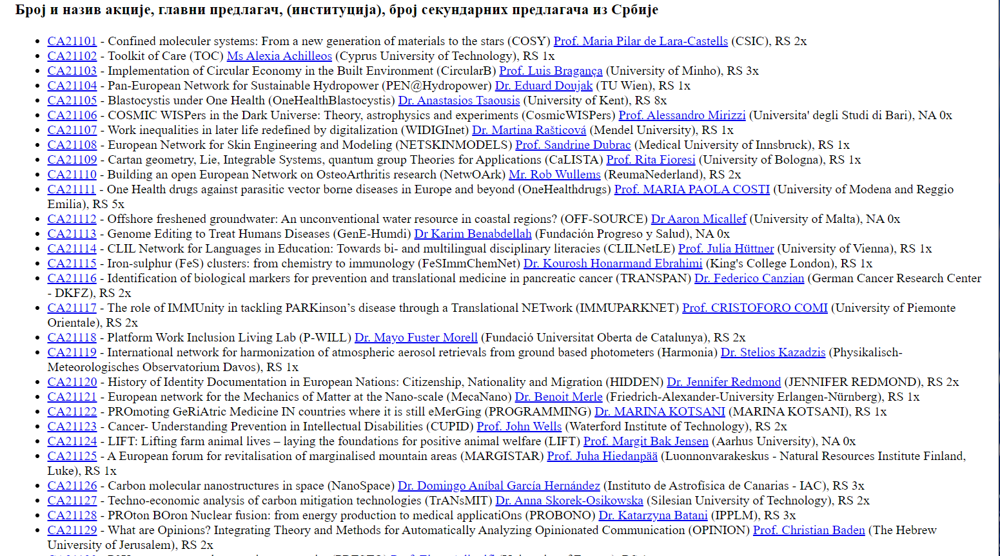 Број и назив акције, главни предлагач, (институција), број секундарних предлагача из Србије
CA21101 - Confined moleculer systems: From a new generation of materials to the stars (COSY) Prof. Maria Pilar de Lara-Castells (CSIC), RS 2x
CA21102 - Toolkit of Care (TOC) Ms Alexia Achilleos (Cyprus University of Technology), RS 1x
CA21103 - Implementation of Circular Economy in the Built Environment (CircularB) Prof. Luis Bragança (University of Minho), RS 3x
CA21104 - Pan-European Network for Sustainable Hydropower (PEN@Hydropower) Dr. Eduard Doujak (TU Wien), RS 1x
CA21105 - Blastocystis under One Health (OneHealthBlastocystis) Dr. Anastasios Tsaousis (University of Kent), RS 8x
CA21106 - COSMIC WISPers in the Dark Universe: Theory, astrophysics and experiments (CosmicWISPers) Prof. Alessandro Mirizzi (Universita' degli Studi di Bari), NA 0x
CA21107 - Work inequalities in later life redefined by digitalization (WIDIGInet) Dr. Martina Rašticová (Mendel University), RS 1x
CA21108 - European Network for Skin Engineering and Modeling (NETSKINMODELS) Prof. Sandrine Dubrac (Medical University of Innsbruck), RS 1x
CA21109 - Cartan geometry, Lie, Integrable Systems, quantum group Theories for Applications (CaLISTA) Prof. Rita Fioresi (University of Bologna), RS 1x
CA21110 - Building an open European Network on OsteoArthritis research (NetwOArk) Mr. Rob Wullems (ReumaNederland), RS 2x
CA21111 - One Health drugs against parasitic vector borne diseases in Europe and beyond (OneHealthdrugs) Prof. MARIA PAOLA COSTI (University of Modena and Reggio
Emilia), RS 5x
CA21112 - Offshore freshened groundwater: An unconventional water resource in coastal regions? (OFF-SOURCE) Dr Aaron Micallef (University of Malta), NA 0x
CA21113 - Genome Editing to Treat Humans Diseases (GenE-Humdi) Dr Karim Benabdellah (Fundación Progreso y Salud), NA 0x
CA21114 - CLIL Network for Languages in Education: Towards bi- and multilingual disciplinary literacies (CLILNetLE) Prof. Julia Hüttner (University of Vienna), RS 1x
CA21115 - Iron-sulphur (FeS) clusters: from chemistry to immunology (FeSImmChemNet) Dr. Kourosh Honarmand Ebrahimi (King's College London), RS 1x
CA21116 - Identification of biological markers for prevention and translational medicine in pancreatic cancer (TRANSPAN) Dr. Federico Canzian (German Cancer Research Center
- DKFZ), RS 2x
CA21117 - The role of IMMUnity in tackling PARKinson’s disease through a Translational NETwork (IMMUPARKNET) Prof. CRISTOFORO COMI (University of Piemonte
Orientale), RS 2x
CA21118 - Platform Work Inclusion Living Lab (P-WILL) Dr. Mayo Fuster Morell (Fundació Universitat Oberta de Catalunya), RS 2x
CA21119 - International network for harmonization of atmospheric aerosol retrievals from ground based photometers (Harmonia) Dr. Stelios Kazadzis (Physikalisch-
Meteorologisches Observatorium Davos), RS 1x
CA21120 - History of Identity Documentation in European Nations: Citizenship, Nationality and Migration (HIDDEN) Dr. Jennifer Redmond (JENNIFER REDMOND), RS 2x
CA21121 - European network for the Mechanics of Matter at the Nano-scale (MecaNano) Dr. Benoit Merle (Friedrich-Alexander-University Erlangen-Nürnberg), RS 1x
CA21122 - PROmoting GeRiAtric Medicine IN countries where it is still eMerGing (PROGRAMMING) Dr. MARINA KOTSANI (MARINA KOTSANI), RS 1x
CA21123 - Cancer- Understanding Prevention in Intellectual Disabilities (CUPID) Prof. John Wells (Waterford Institute of Technology), RS 2x
CA21124 - LIFT: Lifting farm animal lives – laying the foundations for positive animal welfare (LIFT) Prof. Margit Bak Jensen (Aarhus University), NA 0x
CA21125 - A European forum for revitalisation of marginalised mountain areas (MARGISTAR) Prof. Juha Hiedanpää (Luonnonvarakeskus - Natural Resources Institute Finland,
Luke), RS 1x
CA21126 - Carbon molecular nanostructures in space (NanoSpace) Dr. Domingo Aníbal García Hernández (Instituto de Astrofísica de Canarias - IAC), RS 3x
CA21127 - Techno-economic analysis of carbon mitigation technologies (TrANsMIT) Dr. Anna Skorek-Osikowska (Silesian University of Technology), RS 2x
CA21128 - PROton BOron Nuclear fusion: from energy production to medical applicatiOns (PROBONO) Dr. Katarzyna Batani (IPPLM), RS 3x
CA21129 - What are Opinions? Integrating Theory and Methods for Automatically Analyzing Opinionated Communication (OPINION) Prof. Christian Baden (The Hebrew
University of Jerusalem), RS 2x